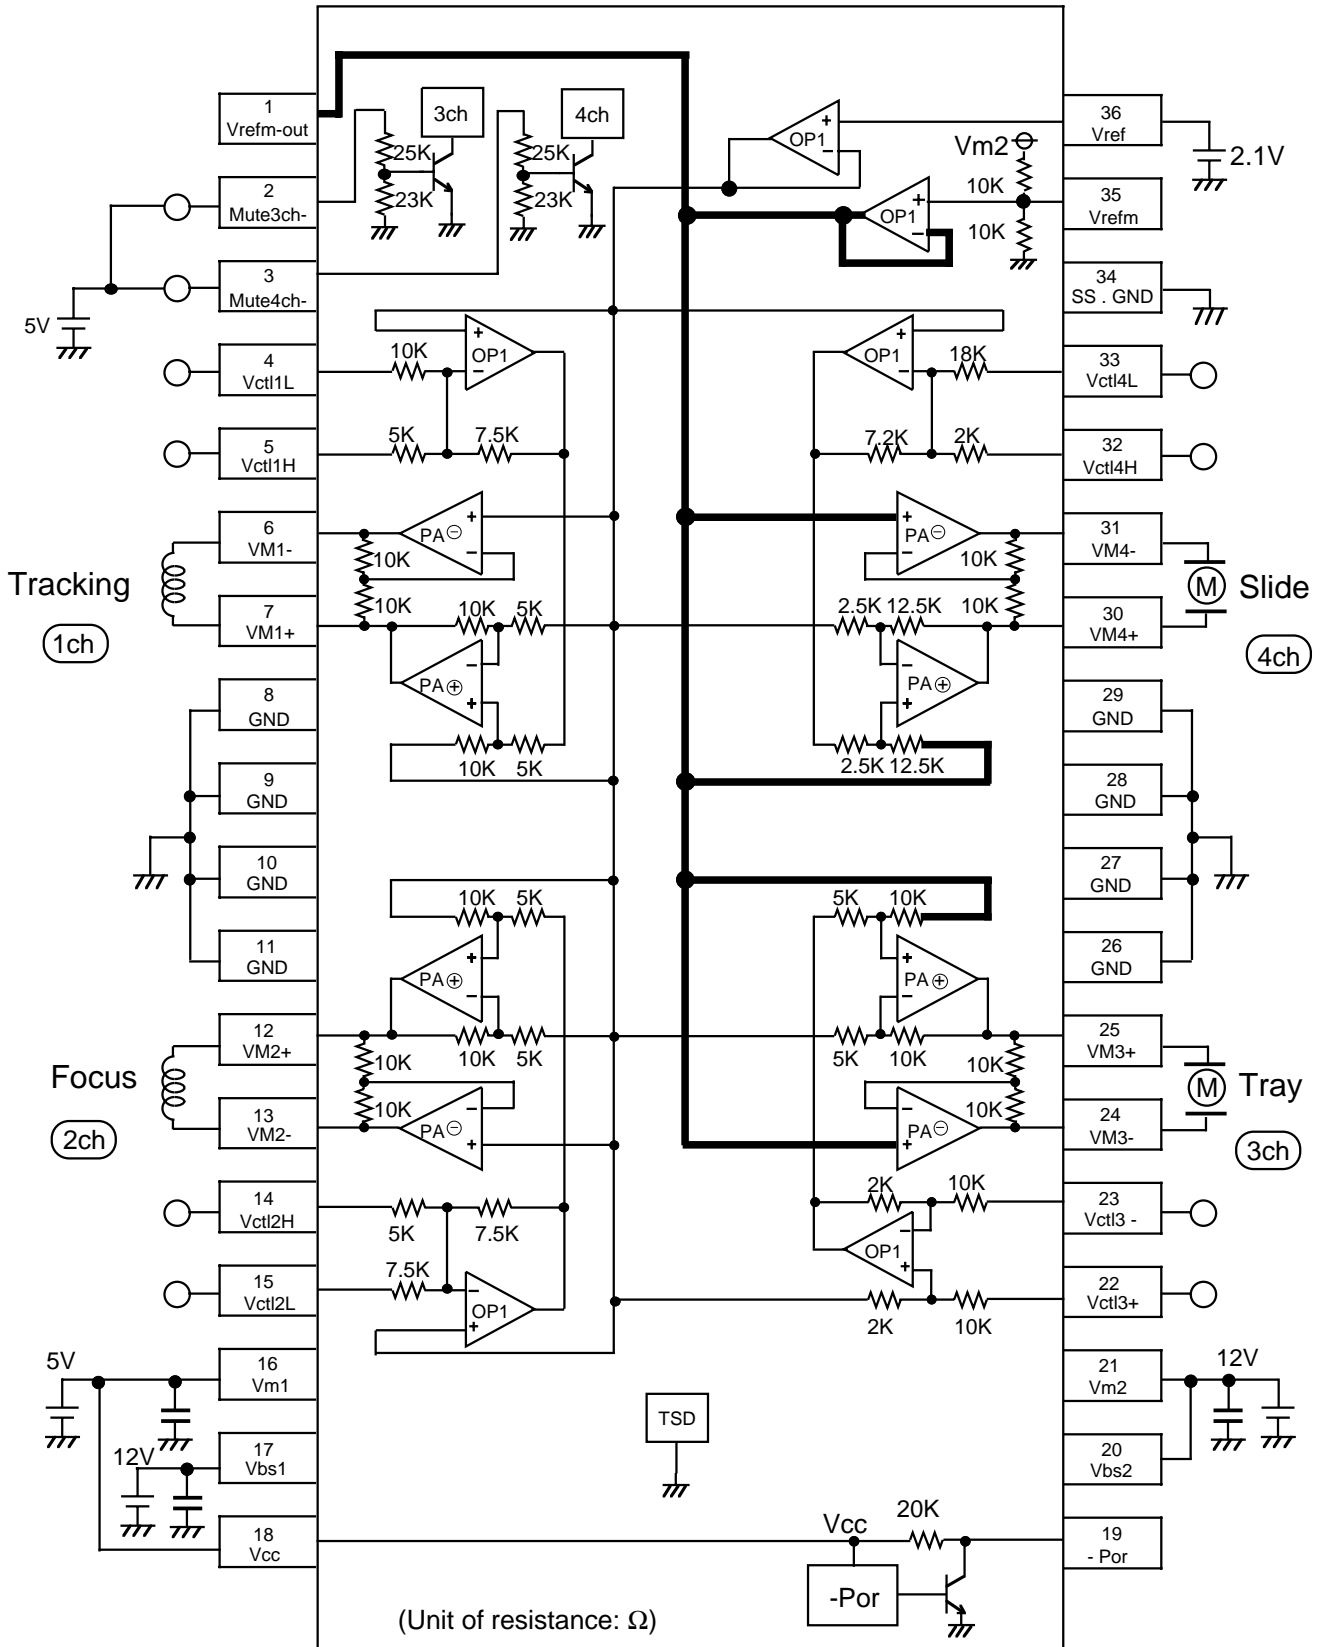 1
Vrefm-out
2
Mute3ch-
3
Mute4ch-
5V
4
Vctl1L
5
Vctl1H
6
VM1-
7
VM1+
Tracking
1ch
8
GND
9
GND
10
GND
11
GND
12
VM2+
13
VM2-
Focus
2ch
14
Vctl2H
15
Vctl2L
5V
16
Vm1
12V
17
Vbs1
18
Vcc
3ch
25K
23K
4ch
25K
23K
OP1
+
−
Vm2
10K
10K
OP1
+
−
10K
+
−
OP1
5K
7.5K
PA⊖
+
−
10K
10K
10K
5K
−
+
PA⊕
10K
5K
OP1
+
−
18K
7.2K
2K
+
−
PA⊖
10K
10K
2.5K
12.5K
−
+
PA⊕
2.5K
12.5K
10K
5K
PA⊕
+
−
10K
5K
10K
10K
PA⊖
−
+
5K
7.5K
7.5K
−
+
OP1
5K
10K
+
−
PA⊕
5K
10K
10K
10K
−
+
PA⊖
2K
10K
OP1
−
+
2K
10K
TSD
Vcc
20K
-Por
(Unit of resistance: Ω)
36
Vref
2.1V
35
Vrefm
34
SS . GND
33
Vctl4L
32
Vctl4H
31
VM4-
30
VM4+
M
Slide
4ch
29
GND
28
GND
27
GND
26
GND
25
VM3+
24
VM3-
M
Tray
3ch
23
Vctl3 -
22
Vctl3+
21
Vm2
12V
20
Vbs2
19
- Por